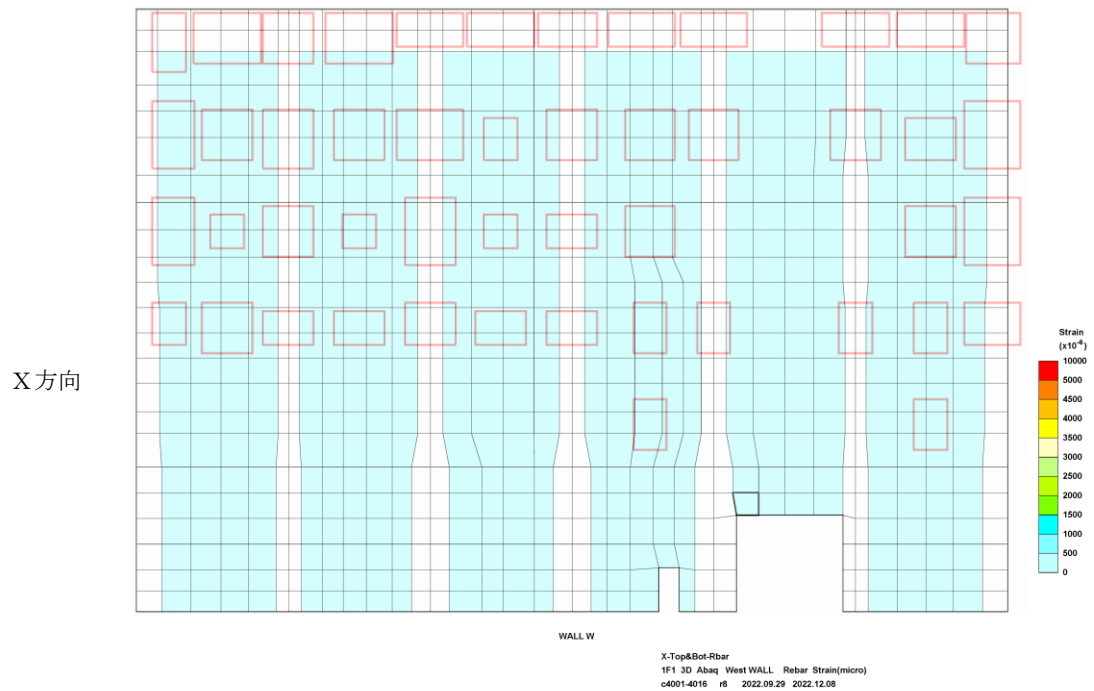 Strain
(x10⁻⁶)
10000
5000
4500
4000
3500
3000
2500
2000
1500
1000
500
0
X方向
WALL W
X-Top&Bot-Rbar
1F1 3D Abaq West WALL Rebar Strain(micro)
c4001-4016 r8 2022.09.29 2022.12.08